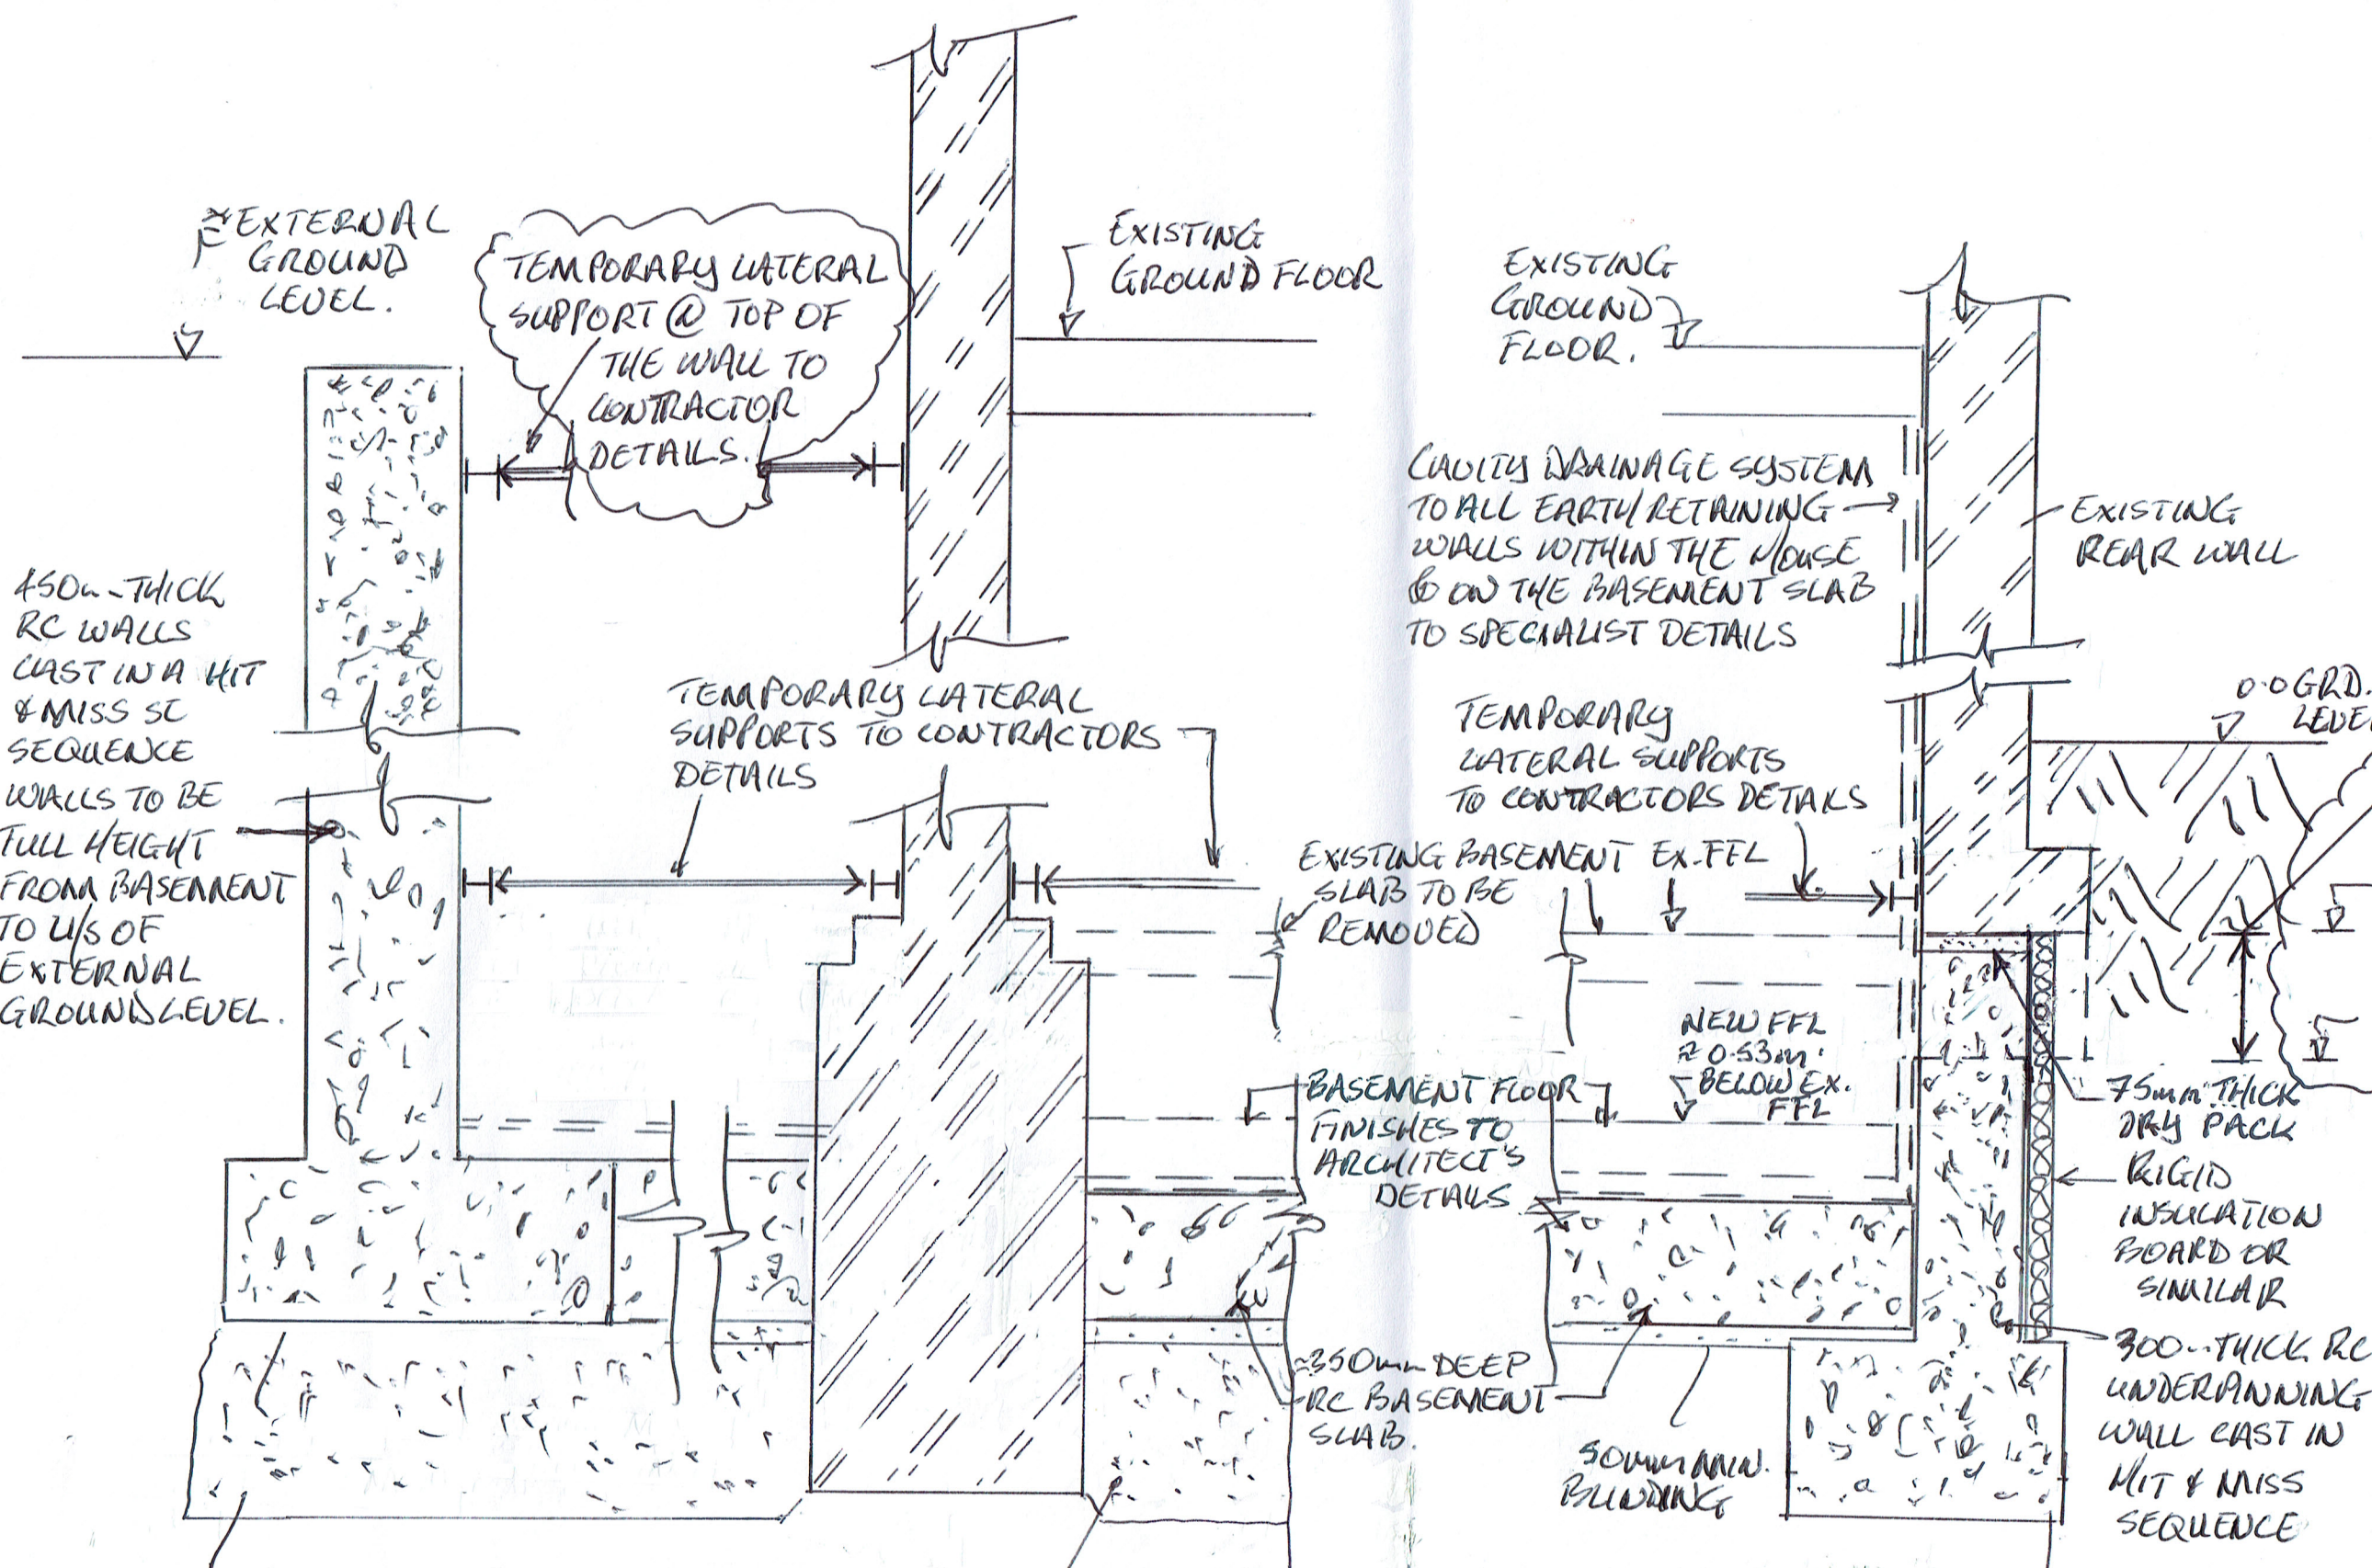 ≈ EXTERNAL
GROUND
LEVEL.
TEMPORARY LATERAL
SUPPORT @ TOP OF
THE WALL TO
CONTRACTOR
DETAILS.
EXISTING
GROUND FLOOR
EXISTING
GROUND
FLOOR.
CAVITY DRAINAGE SYSTEM
TO ALL EARTH/RETAINING
WALLS WITHIN THE HOUSE
& ON THE BASEMENT SLAB
TO SPECIALIST DETAILS
EXISTING
REAR WALL
450mm THICK
RC WALLS
CAST IN A HIT
& MISS SC
SEQUENCE
WALLS TO BE
FULL HEIGHT
FROM BASEMENT
TO U/S OF
EXTERNAL
GROUND LEVEL.
TEMPORARY LATERAL
SUPPORTS TO CONTRACTORS
DETAILS
TEMPORARY
LATERAL SUPPORTS
TO CONTRACTORS DETAILS
0.0 GRD.
LEVEL
EXISTING BASEMENT
SLAB TO BE
REMOVED
EX. FFL
NEW FFL
≈ 0.53m
BELOW EX.
FFL
BASEMENT FLOOR
FINISHES TO
ARCHITECT'S
DETAILS
75mm THICK
DRY PACK
RIGID
INSULATION
BOARD OR
SIMILAIR
≈350mm DEEP
RC BASEMENT
SLAB.
50mm MIN.
BLINDING
300mm THICK RC
UNDERPINNING
WALL CAST IN
HIT & MISS
SEQUENCE